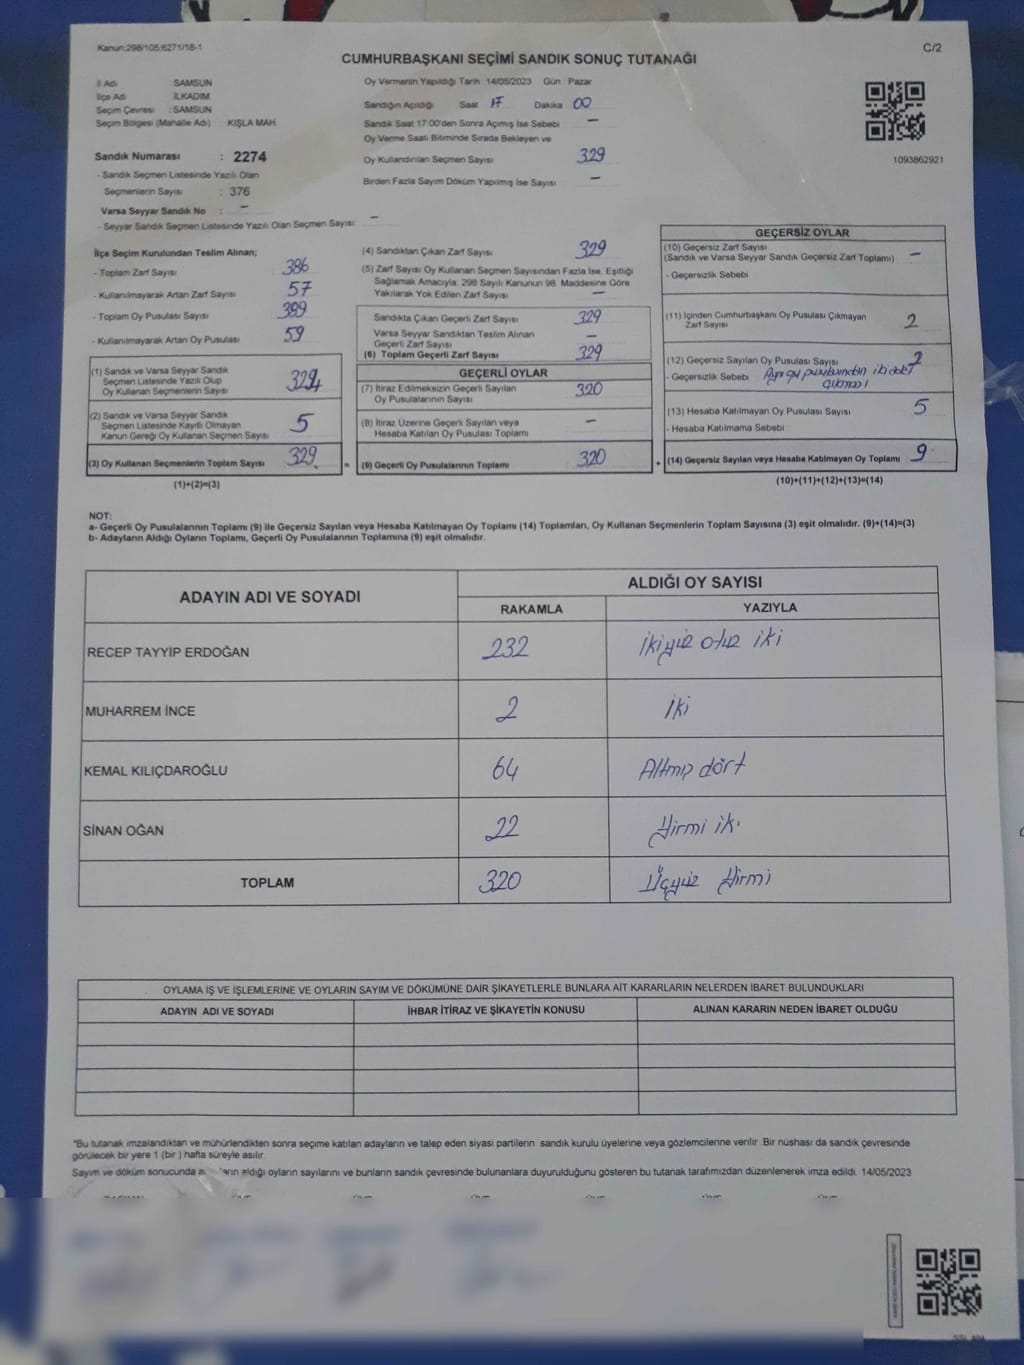 Kanun:298/105;6271/18-1
C/2
CUMHURBAŞKANI SEÇİMİ SANDIK SONUÇ TUTANAĞI
İl Adı SAMSUN
İlçe Adı İLKADIM
Seçim Çevresi : SAMSUN
Seçim Bölgesi (Mahalle Adı) : KIŞLA MAH.
Sandık Numarası : 2274
- Sandık Seçmen Listesinde Yazılı Olan
Seçmenlerin Sayısı : 376
Varsa Seyyar Sandık No : -
- Seyyar Sandık Seçmen Listesinde Yazılı Olan Seçmen Sayısı -
Oy Vermenin Yapıldığı Tarih 14/05/2023 Gün Pazar
Sandığın Açıldığı Saat 17 Dakika 00
Sandık Saat 17:00'den Sonra Açımış İse Sebebi -
Oy Verme Saati Bitiminde Sırada Bekleyen ve
Oy Kullandırılan Seçmen Sayısı 329
Birden Fazla Sayım Döküm Yapılmış İse Sayısı -
1093862921
İlçe Seçim Kurulundan Teslim Alınan;
- Toplam Zarf Sayısı 386
- Kullanılmayarak Artan Zarf Sayısı 57
- Toplam Oy Pusulası Sayısı 389
- Kullanılmayarak Artan Oy Pusulası 59
(1) Sandık ve Varsa Seyyar Sandık
Seçmen Listesinde Yazılı Olup
Oy Kullanan Seçmenlerin Sayısı 324
(2) Sandık ve Varsa Seyyar Sandık
Seçmen Listesinde Kayıtlı Olmayan
Kanun Gereği Oy Kullanan Seçmen Sayısı 5
(3) Oy Kullanan Seçmenlerin Toplam Sayısı 329
(1)+(2)=(3)
(4) Sandıktan Çıkan Zarf Sayısı 329
(5) Zarf Sayısı Oy Kullanan Seçmen Sayısından Fazla İse, Eşitliği
Sağlamak Amacıyla; 298 Sayılı Kanunun 98. Maddesine Göre
Yakılarak Yok Edilen Zarf Sayısı -
Sandıkta Çıkan Geçerli Zarf Sayısı 329
Varsa Seyyar Sandıktan Teslim Alınan
Geçerli Zarf Sayısı -
(6) Toplam Geçerli Zarf Sayısı 329
GEÇERLİ OYLAR
(7) İtiraz Edilmeksizin Geçerli Sayılan
Oy Pusulalarının Sayısı 320
(8) İtiraz Üzerine Geçerli Sayılan veya
Hesaba Katılan Oy Pusulası Toplamı -
= (9) Geçerli Oy Pusulalarının Toplamı 320
GEÇERSİZ OYLAR
(10) Geçersiz Zarf Sayısı
(Sandık ve Varsa Seyyar Sandık Geçersiz Zarf Toplamı) -
- Geçersizlik Sebebi
(11) İçinden Cumhurbaşkanı Oy Pusulası Çıkmayan
Zarf Sayısı 2
(12) Geçersiz Sayılan Oy Pusulası Sayısı 2
- Geçersizlik Sebebi Aynı oy pusulasından iki adet
çıkması
(13) Hesaba Katılmayan Oy Pusulası Sayısı 5
- Hesaba Katılmama Sebebi
+ (14) Geçersiz Sayılan veya Hesaba Katılmayan Oy Toplamı : 9
(10)+(11)+(12)+(13)=(14)
NOT:
a- Geçerli Oy Pusulalarının Toplamı (9) ile Geçersiz Sayılan veya Hesaba Katılmayan Oy Toplamı (14) Toplamları, Oy Kullanan Seçmenlerin Toplam Sayısına (3) eşit olmalıdır. (9)+(14)=(3)
b- Adayların Aldığı Oyların Toplamı, Geçerli Oy Pusulalarının Toplamına (9) eşit olmalıdır.
ADAYIN ADI VE SOYADI
ALDIĞI OY SAYISI
RAKAMLA YAZIYLA
RECEP TAYYİP ERDOĞAN 232 İkiyüz otuz iki
MUHARREM İNCE 2 İki
KEMAL KILIÇDAROĞLU 64 Altmış dört
SİNAN OĞAN 22 Yirmi iki
TOPLAM 320 Üçyüz Yirmi
OYLAMA İŞ VE İŞLEMLERİNE VE OYLARIN SAYIM VE DÖKÜMÜNE DAİR ŞİKAYETLERLE BUNLARA AİT KARARLARIN NELERDEN İBARET BULUNDUKLARI
ADAYIN ADI VE SOYADI İHBAR İTİRAZ VE ŞİKAYETİN KONUSU ALINAN KARARIN NEDEN İBARET OLDUĞU
"Bu tutanak imzalandıktan ve mühürlendikten sonra seçime katılan adayların ve talep eden siyasi partilerin sandık kurulu üyelerine veya gözlemcilerine verilir .Bir nüshası da sandık çevresinde
görülecek bir yere 1 (bir ) hafta süreyle asılır.
Sayım ve döküm sonucunda aldığı oyların sayılarını ve bunların sandık çevresinde bulunanlara duyurulduğunu gösteren bu tutanak tarafımızdan düzenlenerek imza edildi. 14/05/2023